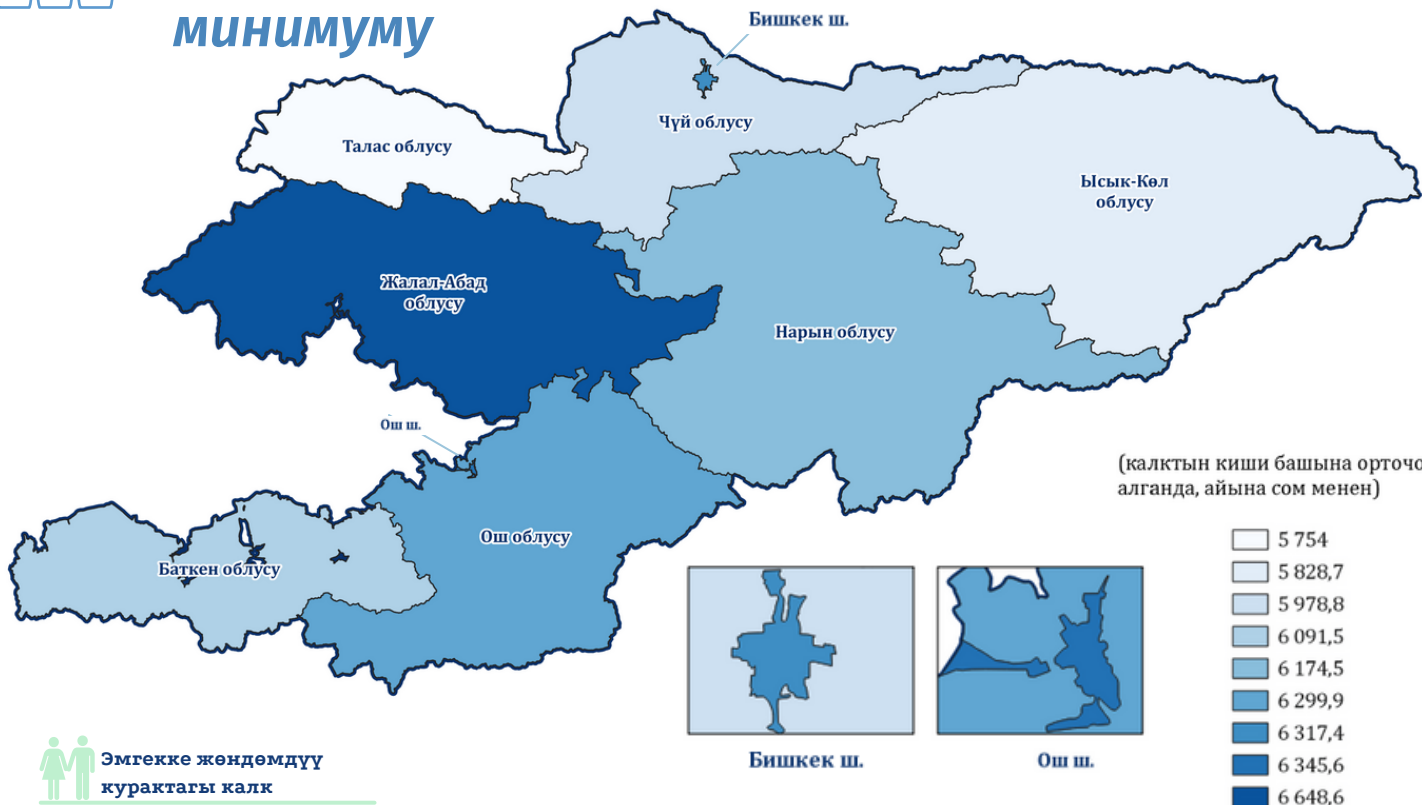 минимуму
Бишкек ш.
Чүй облусу
Талас облусу
Ысык-Көл
облусу
Жалал-Абад
облусу
Нарын облусу
Ош ш.
Ош облусу
Баткен облусу
(калктын киши башына орточо
алганда, айына сом менен)
5 754
5 828,7
5 978,8
6 091,5
6 174,5
6 299,9
6 317,4
6 345,6
6 648,6
Бишкек ш.
Ош ш.
Эмгекке жөндөмдүү
курактагы калк